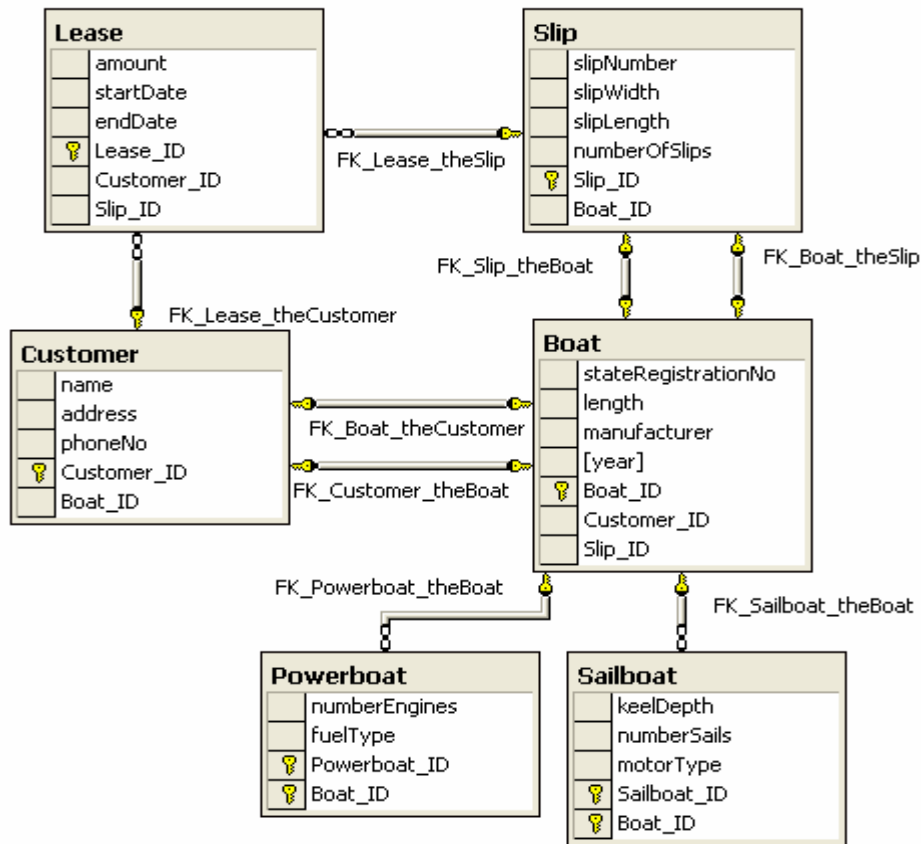 Lease
amount
startDate
endDate
Lease_ID
Customer_ID
Slip_ID
FK_Lease_theSlip
Slip
slipNumber
slipWidth
slipLength
numberOfSlips
Slip_ID
Boat_ID
FK_Slip_theBoat
FK_Boat_theSlip
FK_Lease_theCustomer
Customer
name
address
phoneNo
Customer_ID
Boat_ID
FK_Boat_theCustomer
FK_Customer_theBoat
Boat
stateRegistrationNo
length
manufacturer
[year]
Boat_ID
Customer_ID
Slip_ID
FK_Powerboat_theBoat
FK_Sailboat_theBoat
Powerboat
numberEngines
fuelType
Powerboat_ID
Boat_ID
Sailboat
keelDepth
numberSails
motorType
Sailboat_ID
Boat_ID